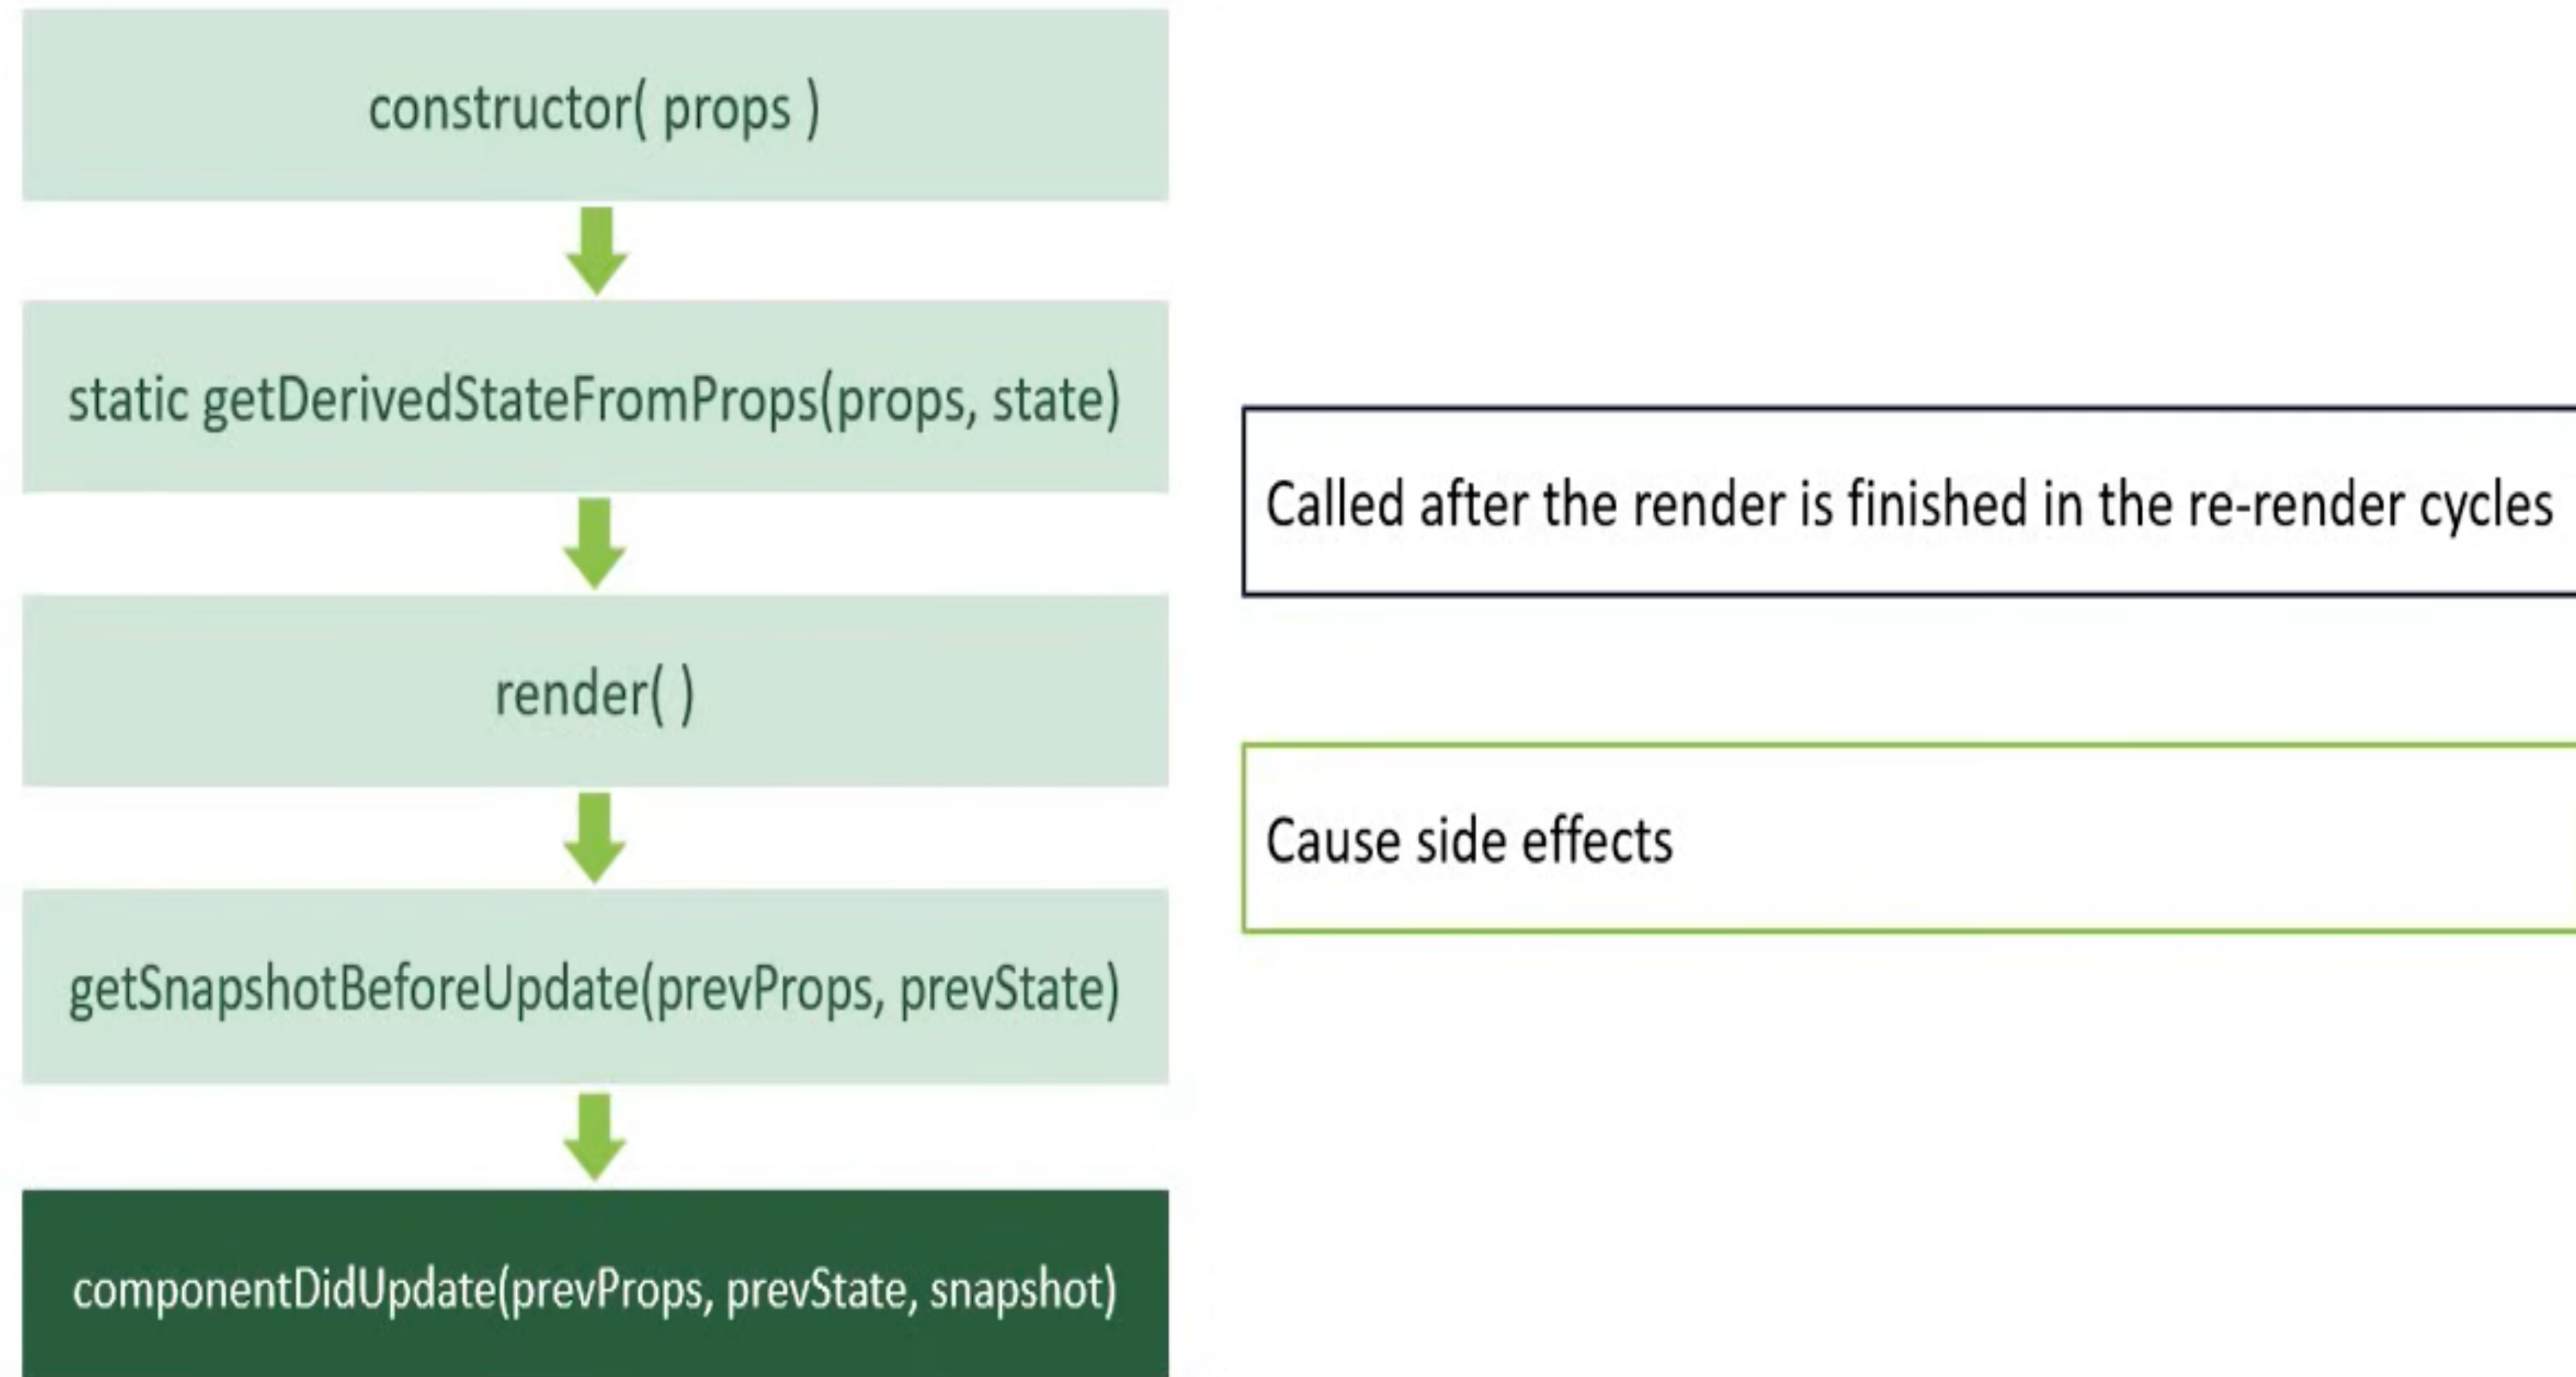 constructor( props )
static getDerivedStateFromProps(props, state)
render( )
getSnapshotBeforeUpdate(prevProps, prevState)
componentDidUpdate(prevProps, prevState, snapshot)
Called after the render is finished in the re-render cycles
Cause side effects